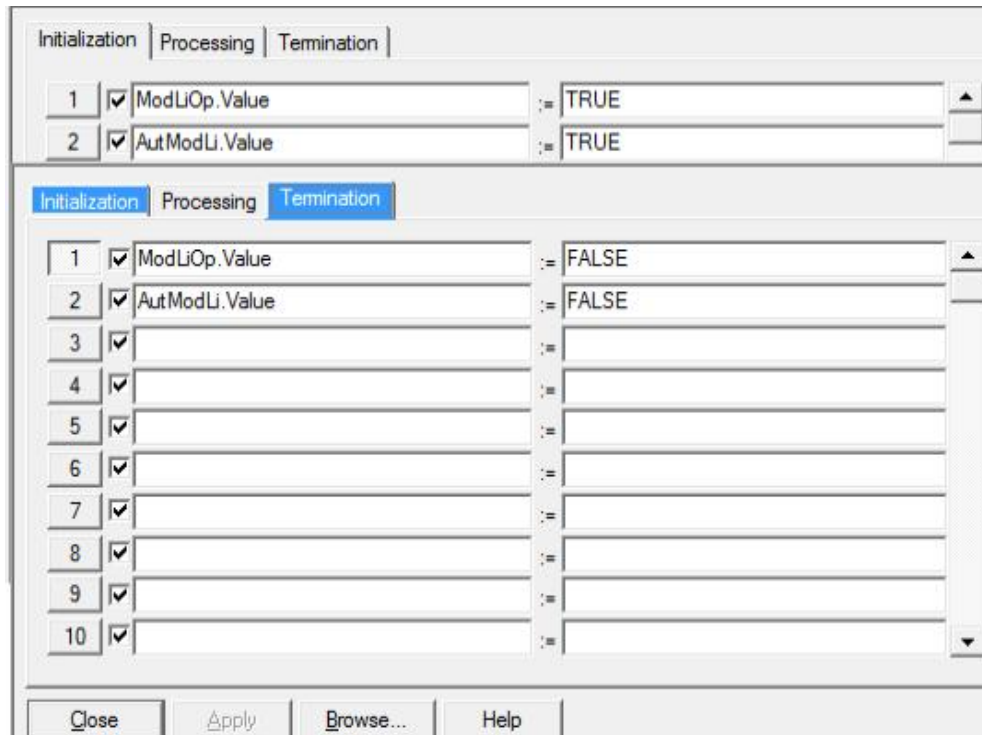 Initialization Processing Termination
1 ModLiOp.Value := TRUE
2 AutModLi.Value := TRUE
Initialization Processing Termination
1 ModLiOp.Value := FALSE
2 AutModLi.Value := FALSE
3 :=
4 :=
5 :=
6 :=
7 :=
8 :=
9 :=
10 :=
Close Apply Browse... Help